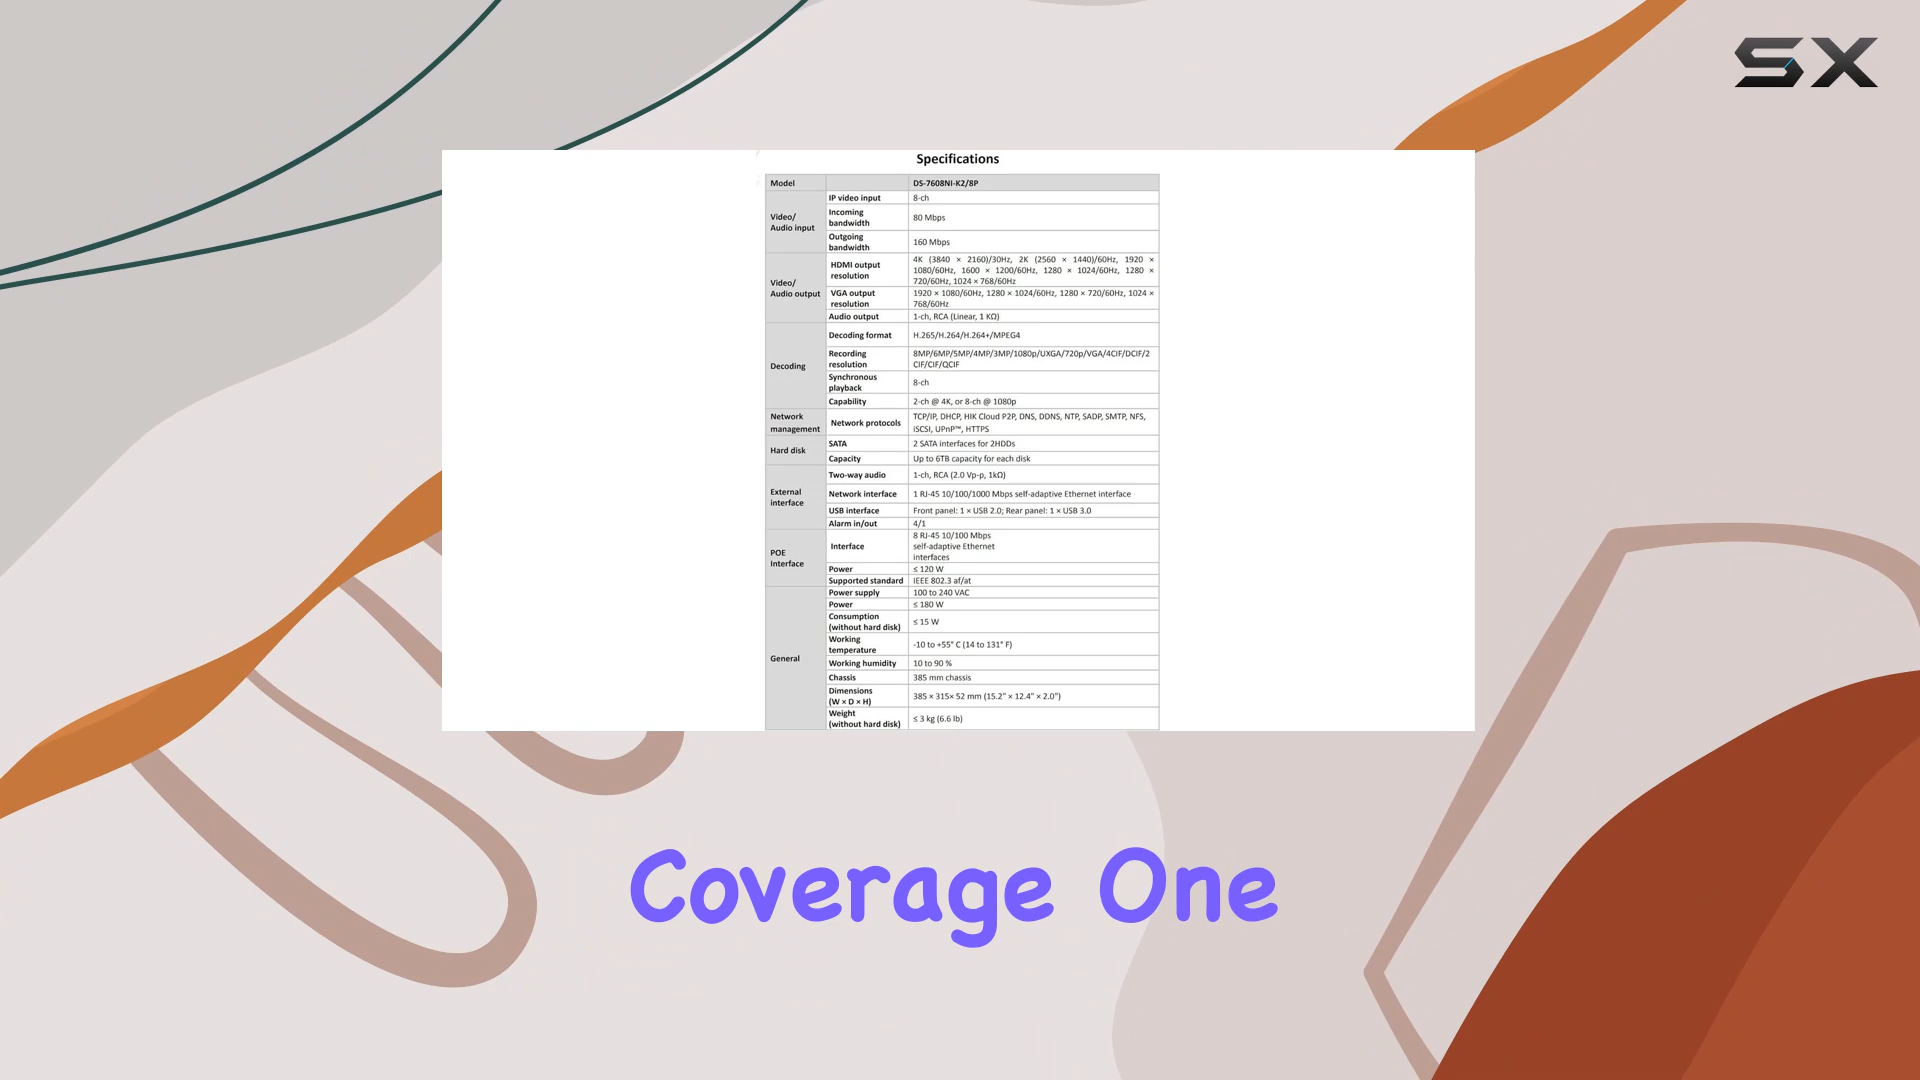 SX
Specifications
Model DS-7608NI-K2/8P
Video/
Audio input
IP video input 8-ch
Incoming
bandwidth
80 Mbps
Outgoing
bandwidth
160 Mbps
Video/
Audio output
HDMI output
resolution
4K (3840 × 2160)/30Hz, 2K (2560 × 1440)/60Hz, 1920 ×
1080/60Hz, 1600 × 1200/60Hz, 1280 × 1024/60Hz, 1280 ×
720/60Hz, 1024 × 768/60Hz
VGA output
resolution
1920 × 1080/60Hz, 1280 × 1024/60Hz, 1280 × 720/60Hz, 1024 ×
768/60Hz
Audio output 1-ch, RCA (Linear, 1 KΩ)
Decoding
Decoding format H.265/H.264/H.264+/MPEG4
Recording
resolution
8MP/6MP/5MP/4MP/3MP/1080p/UXGA/720p/VGA/4CIF/DCIF/2
CIF/CIF/QCIF
Synchronous
playback
8-ch
Capability 2-ch @ 4K, or 8-ch @ 1080p
Network
management
Network protocols
TCP/IP, DHCP, HIK Cloud P2P, DNS, DDNS, NTP, SADP, SMTP, NFS,
iSCSI, UPnP™, HTTPS
Hard disk
SATA 2 SATA interfaces for 2HDDs
Capacity Up to 6TB capacity for each disk
External
interface
Two-way audio 1-ch, RCA (2.0 Vp-p, 1kΩ)
Network interface 1 RJ-45 10/100/1000 Mbps self-adaptive Ethernet interface
USB interface Front panel: 1 × USB 2.0; Rear panel: 1 × USB 3.0
Alarm in/out 4/1
POE
Interface
Interface
8 RJ-45 10/100 Mbps
self-adaptive Ethernet
interfaces
Power ≤ 120 W
Supported standard IEEE 802.3 af/at
General
Power supply 100 to 240 VAC
Power ≤ 180 W
Consumption
(without hard disk)
≤ 15 W
Working
temperature
-10 to +55° C (14 to 131° F)
Working humidity 10 to 90 %
Chassis 385 mm chassis
Dimensions
(W × D × H)
385 × 315× 52 mm (15.2" × 12.4" × 2.0")
Weight
(without hard disk)
≤ 3 kg (6.6 lb)
Coverage One